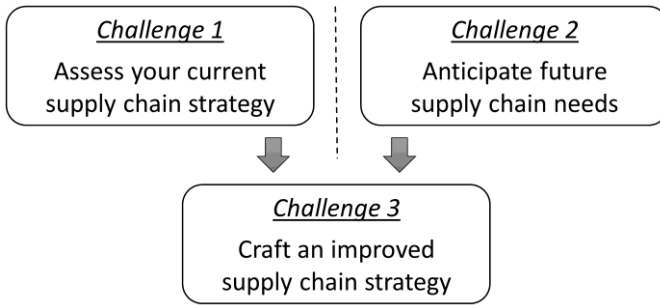 Challenge 1
Assess your current
supply chain strategy
Challenge 2
Anticipate future
supply chain needs
Challenge 3
Craft an improved
supply chain strategy